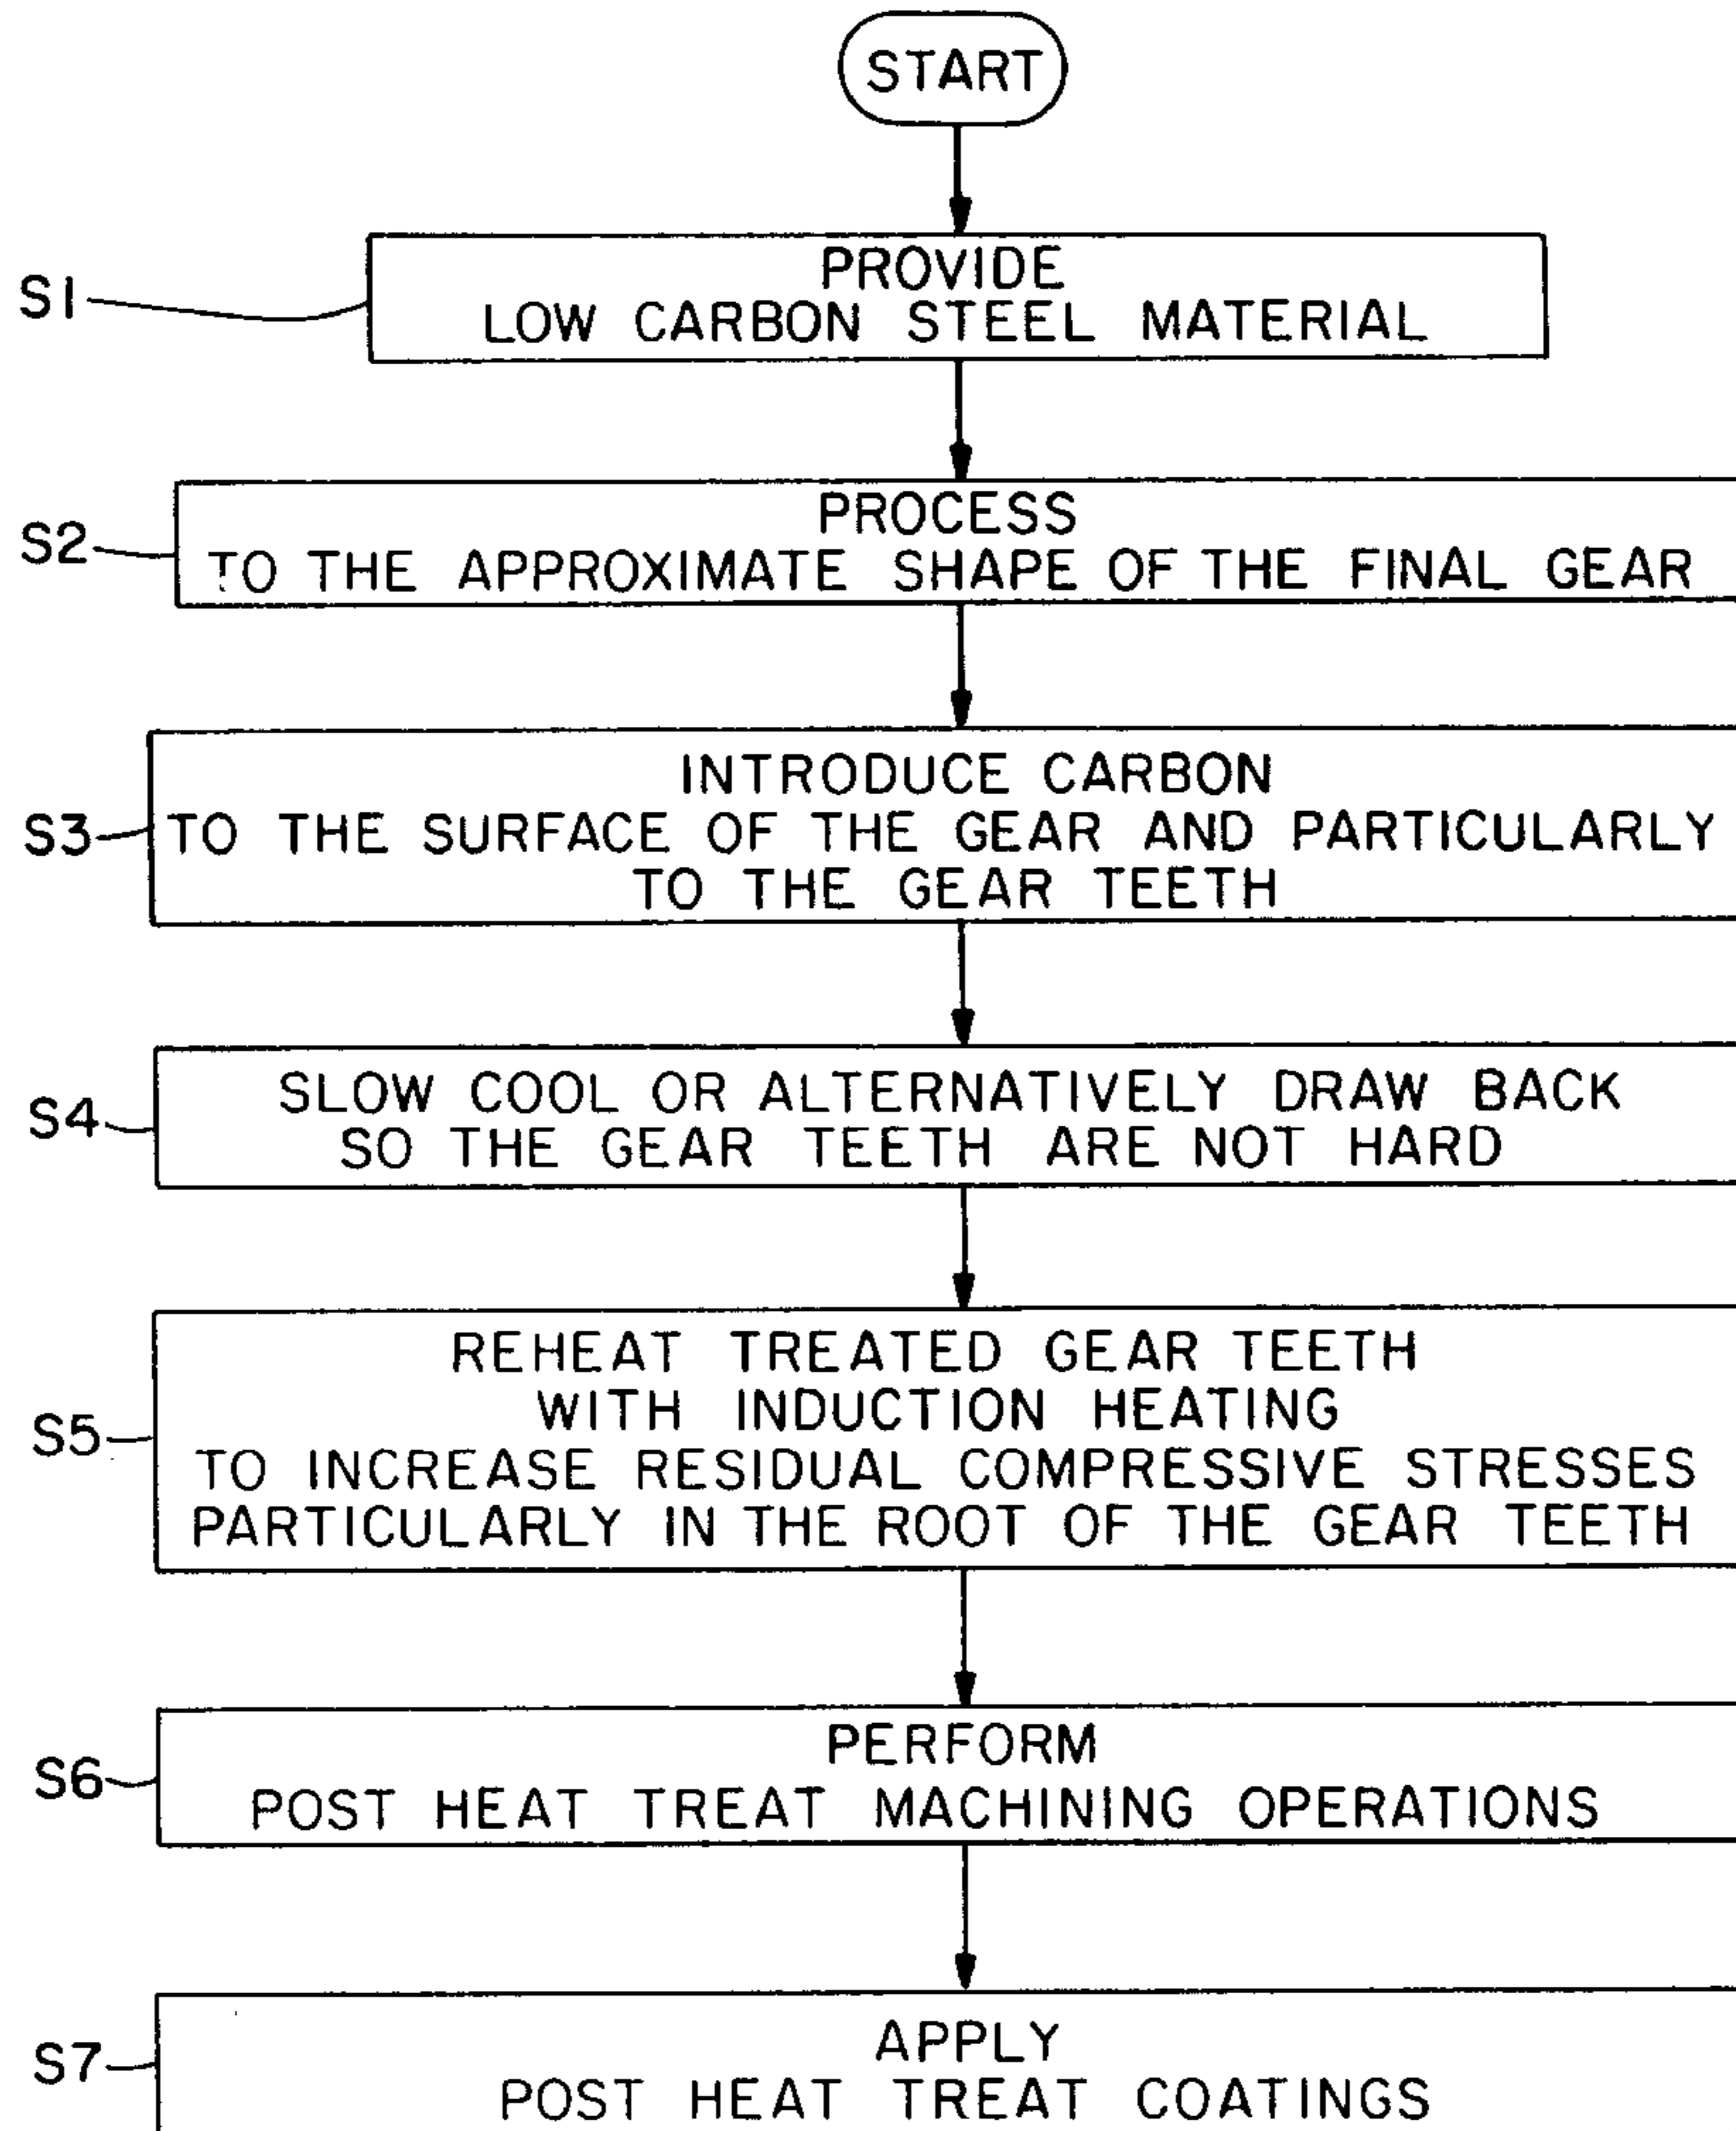 START
S1
PROVIDE
LOW CARBON STEEL MATERIAL
S2
PROCESS
TO THE APPROXIMATE SHAPE OF THE FINAL GEAR
S3
INTRODUCE CARBON
TO THE SURFACE OF THE GEAR AND PARTICULARLY
TO THE GEAR TEETH
S4
SLOW COOL OR ALTERNATIVELY DRAW BACK
SO THE GEAR TEETH ARE NOT HARD
S5
REHEAT TREATED GEAR TEETH
WITH INDUCTION HEATING
TO INCREASE RESIDUAL COMPRESSIVE STRESSES
PARTICULARLY IN THE ROOT OF THE GEAR TEETH
S6
PERFORM
POST HEAT TREAT MACHINING OPERATIONS
S7
APPLY
POST HEAT TREAT COATINGS